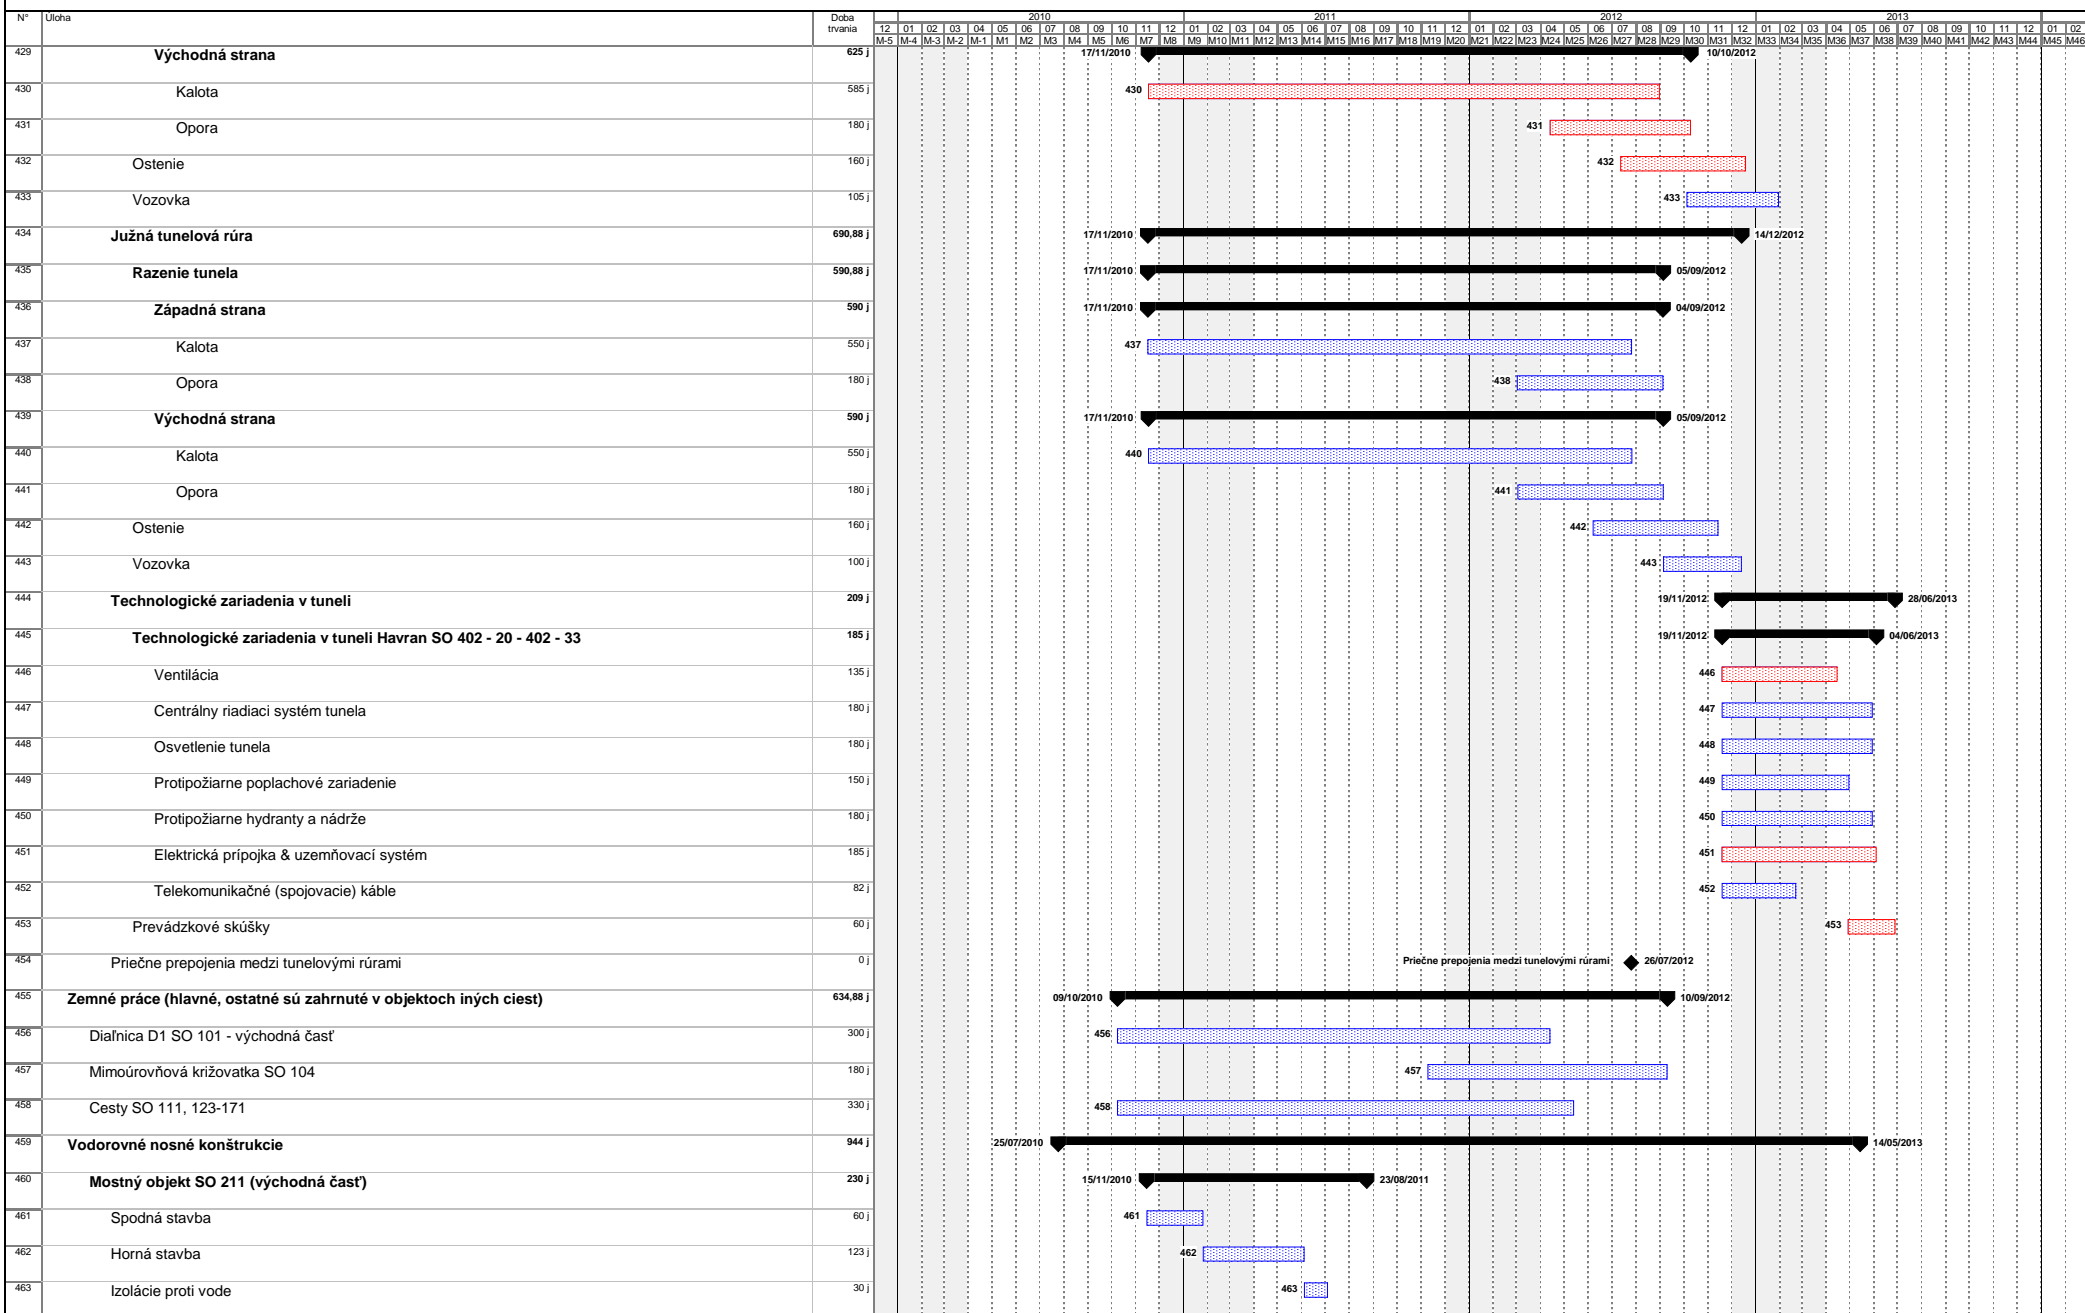 N° Úloha Doba trvania
2010 2011 2012 2013
12 01 02 03 04 05 06 07 08 09 10 11 12 01 02 03 04 05 06 07 08 09 10 11 12 01 02 03 04 05 06 07 08 09 10 11 12 01 02 03 04 05 06 07 08 09 10 11 12 01 02
M-5 M-4 M-3 M-2 M-1 M1 M2 M3 M4 M5 M6 M7 M8 M9 M10 M11 M12 M13 M14 M15 M16 M17 M18 M19 M20 M21 M22 M23 M24 M25 M26 M27 M28 M29 M30 M31 M32 M33 M34 M35 M36 M37 M38 M39 M40 M41 M42 M43 M44 M45 M46
429 Východná strana 625 j 17/11/2010 10/10/2012
430 Kalota 585 j 430
431 Opora 180 j 431
432 Ostenie 160 j 432
433 Vozovka 105 j 433
434 Južná tunelová rúra 690,88 j 17/11/2010 14/12/2012
435 Razenie tunela 590,88 j 17/11/2010 05/09/2012
436 Západná strana 590 j 17/11/2010 04/09/2012
437 Kalota 550 j 437
438 Opora 180 j 438
439 Východná strana 590 j 17/11/2010 05/09/2012
440 Kalota 550 j 440
441 Opora 180 j 441
442 Ostenie 160 j 442
443 Vozovka 100 j 443
444 Technologické zariadenia v tuneli 209 j 19/11/2012 28/06/2013
445 Technologické zariadenia v tuneli Havran SO 402 - 20 - 402 - 33 185 j 19/11/2012 04/06/2013
446 Ventilácia 135 j 446
447 Centrálny riadiaci systém tunela 180 j 447
448 Osvetlenie tunela 180 j 448
449 Protipožiarne poplachové zariadenie 150 j 449
450 Protipožiarne hydranty a nádrže 180 j 450
451 Elektrická prípojka & uzemňovací systém 185 j 451
452 Telekomunikačné (spojovacie) káble 82 j 452
453 Prevádzkové skúšky 60 j 453
454 Priečne prepojenia medzi tunelovými rúrami 0 j Priečne prepojenia medzi tunelovými rúrami 26/07/2012
455 Zemné práce (hlavné, ostatné sú zahrnuté v objektoch iných ciest) 634,88 j 09/10/2010 10/09/2012
456 Diaľnica D1 SO 101 - východná časť 300 j 456
457 Mimoúrovňová križovatka SO 104 180 j 457
458 Cesty SO 111, 123-171 330 j 458
459 Vodorovné nosné konštrukcie 944 j 25/07/2010 14/05/2013
460 Mostný objekt SO 211 (východná časť) 230 j 15/11/2010 23/08/2011
461 Spodná stavba 60 j 461
462 Horná stavba 123 j 462
463 Izolácie proti vode 30 j 463